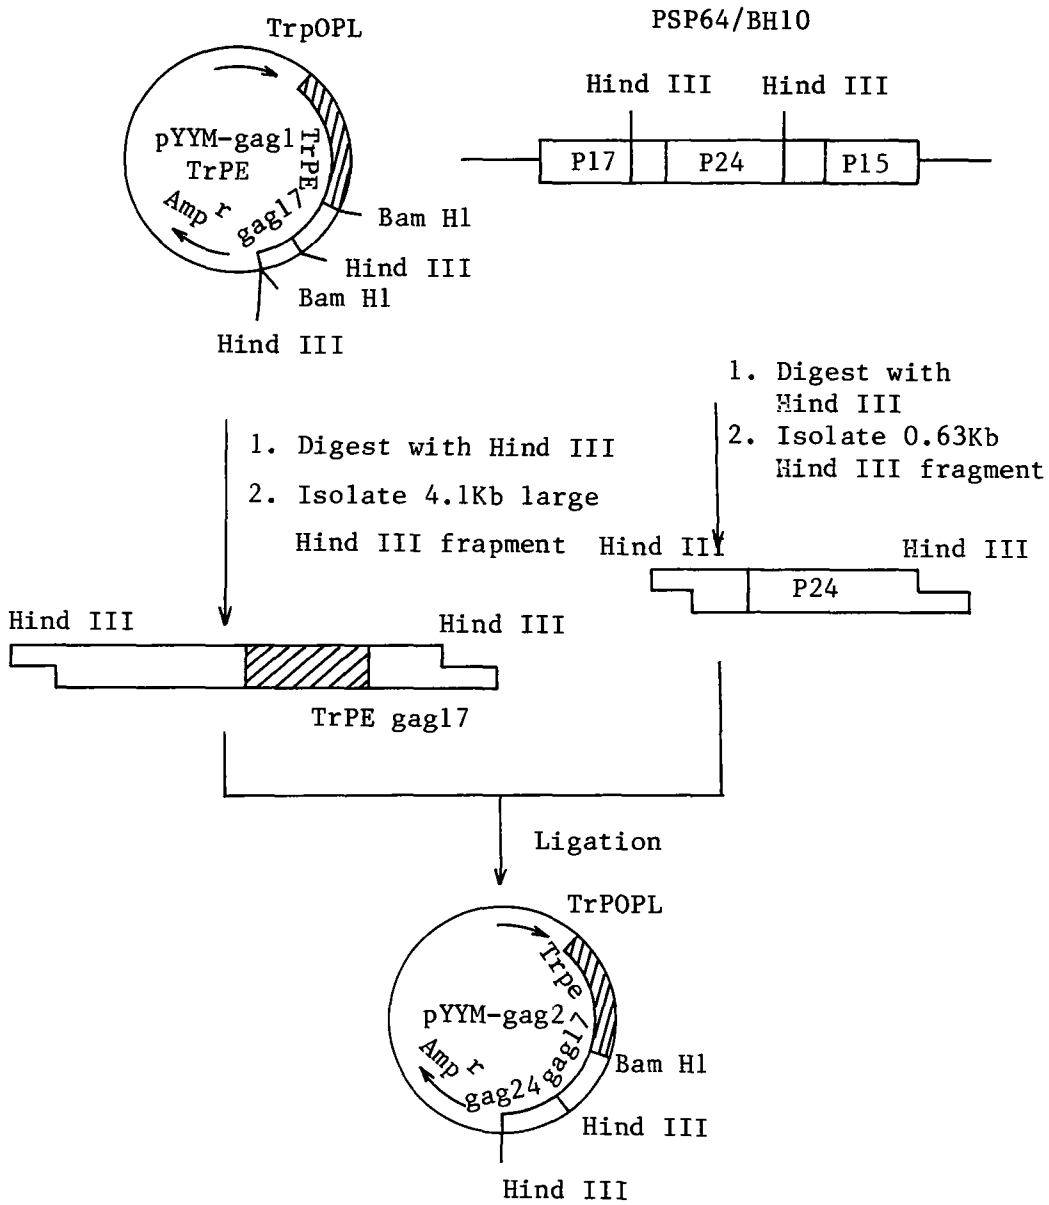 TrpOPL
pYYM-gag1
TrPE
TrPE
gag17
Amp r
Bam H1
Hind III
Bam H1
Hind III
PSP64/BH10
Hind III Hind III
P17 P24 P15
1. Digest with Hind III
2. Isolate 4.1Kb large
Hind III frapment
1. Digest with
Hind III
2. Isolate 0.63Kb
Hind III fragment
Hind III Hind III
P24
Hind III Hind III
TrPE gag17
Ligation
TrPOPL
Trpe
pYYM-gag2
gag17
Amp r
gag24
Bam H1
Hind III
Hind III